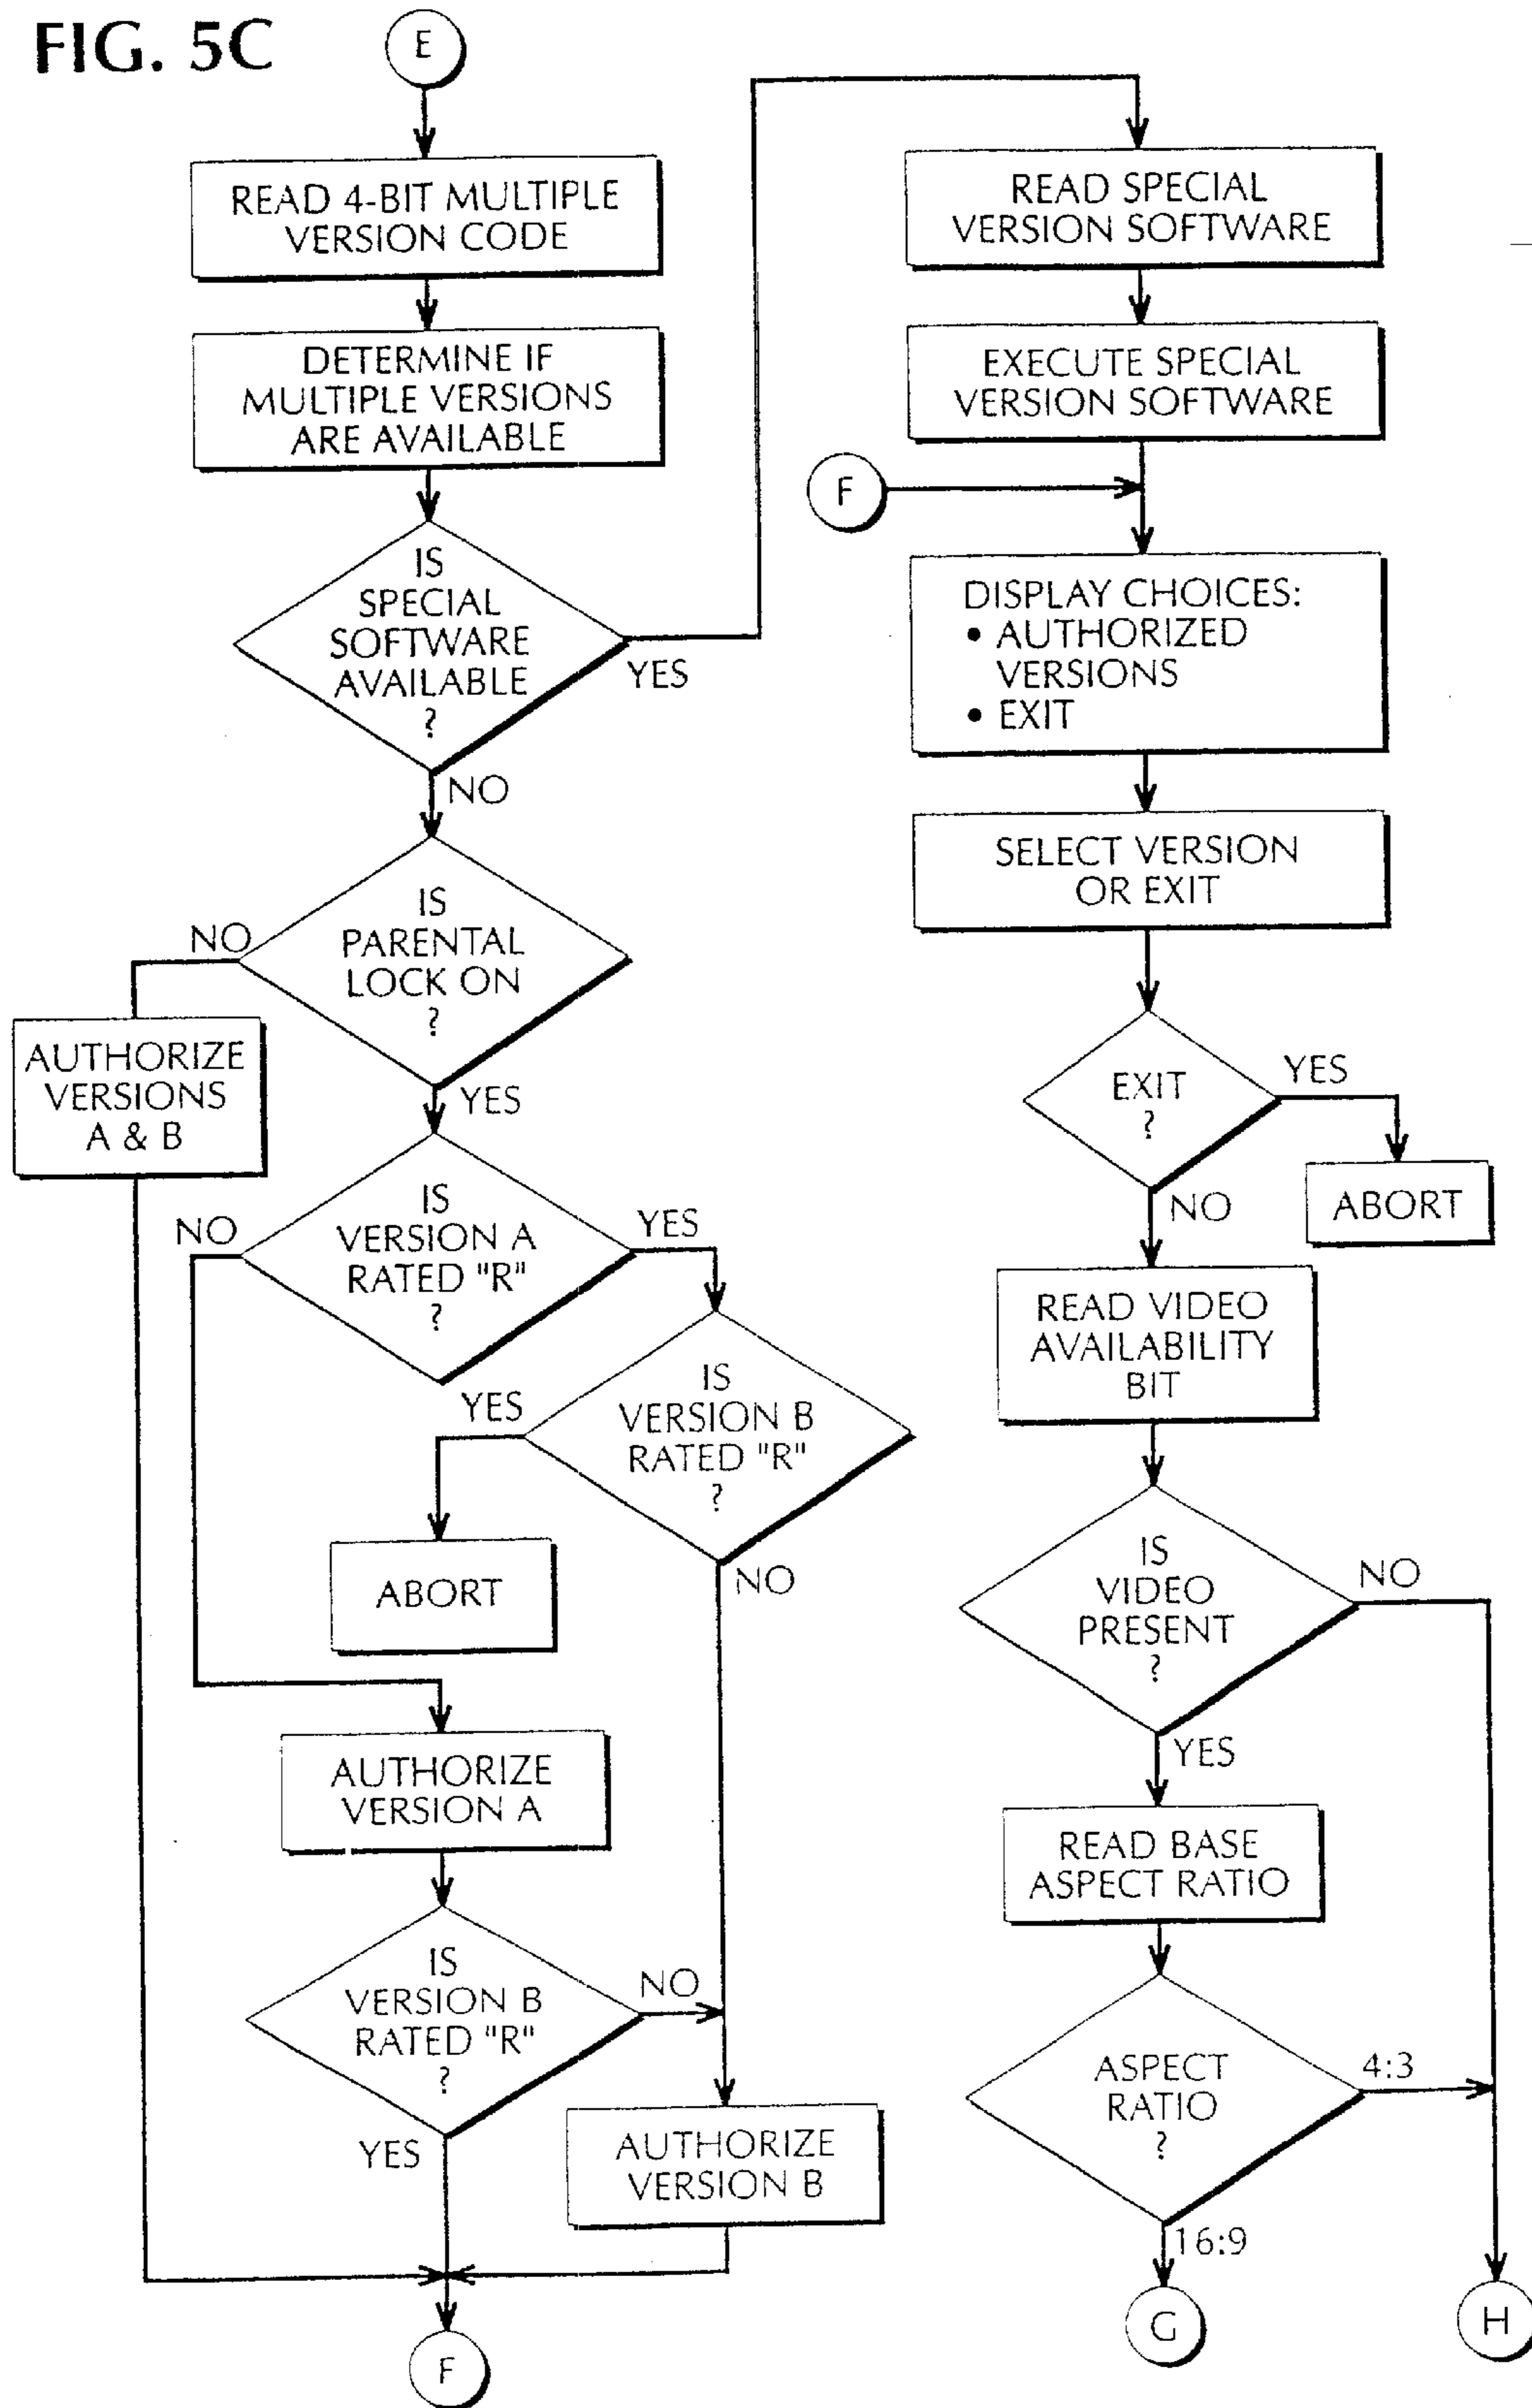 FIG. 5C
E
READ 4-BIT MULTIPLE
VERSION CODE
DETERMINE IF
MULTIPLE VERSIONS
ARE AVAILABLE
IS
SPECIAL
SOFTWARE
AVAILABLE
?
YES
NO
IS
PARENTAL
LOCK ON
?
NO
YES
AUTHORIZE
VERSIONS
A & B
IS
VERSION A
RATED "R"
?
NO
YES
IS
VERSION B
RATED "R"
?
YES
NO
ABORT
AUTHORIZE
VERSION A
IS
VERSION B
RATED "R"
?
NO
YES
AUTHORIZE
VERSION B
F
READ SPECIAL
VERSION SOFTWARE
EXECUTE SPECIAL
VERSION SOFTWARE
F
DISPLAY CHOICES:
• AUTHORIZED
VERSIONS
• EXIT
SELECT VERSION
OR EXIT
EXIT
?
YES
NO
ABORT
READ VIDEO
AVAILABILITY
BIT
IS
VIDEO
PRESENT
?
NO
YES
READ BASE
ASPECT RATIO
ASPECT
RATIO
?
4:3
16:9
G
H